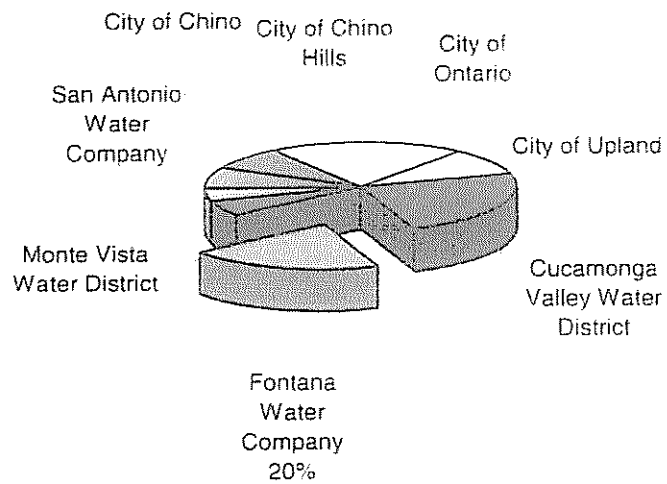 City of Chino
City of Chino
Hills
City of
Ontario
San Antonio
Water
Company
City of Upland
Monte Vista
Water District
Cucamonga
Valley Water
District
Fontana
Water
Company
20%